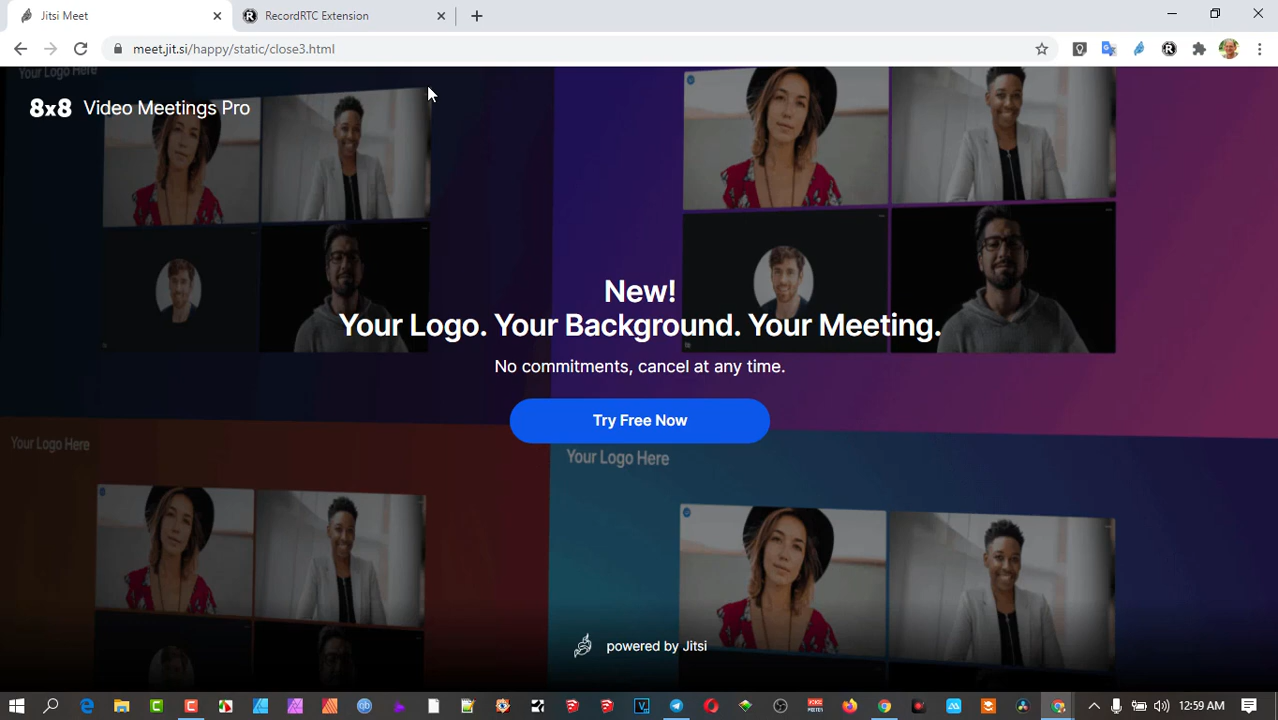 Jitsi Meet
RecordRTC Extension
meet.jit.si/happy/static/close3.html
Your Logo Here
8x8 Video Meetings Pro
New!
Your Logo. Your Background. Your Meeting.
No commitments, cancel at any time.
Try Free Now
Your Logo Here
Your Logo Here
powered by Jitsi
12:59 AM